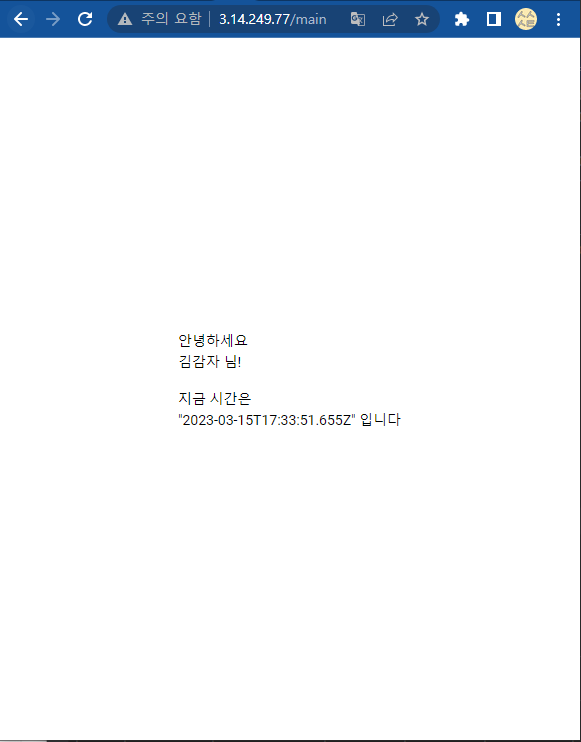 주의 요함 3.14.249.77/main
안녕하세요
김감자 님!
지금 시간은
"2023-03-15T17:33:51.655Z" 입니다